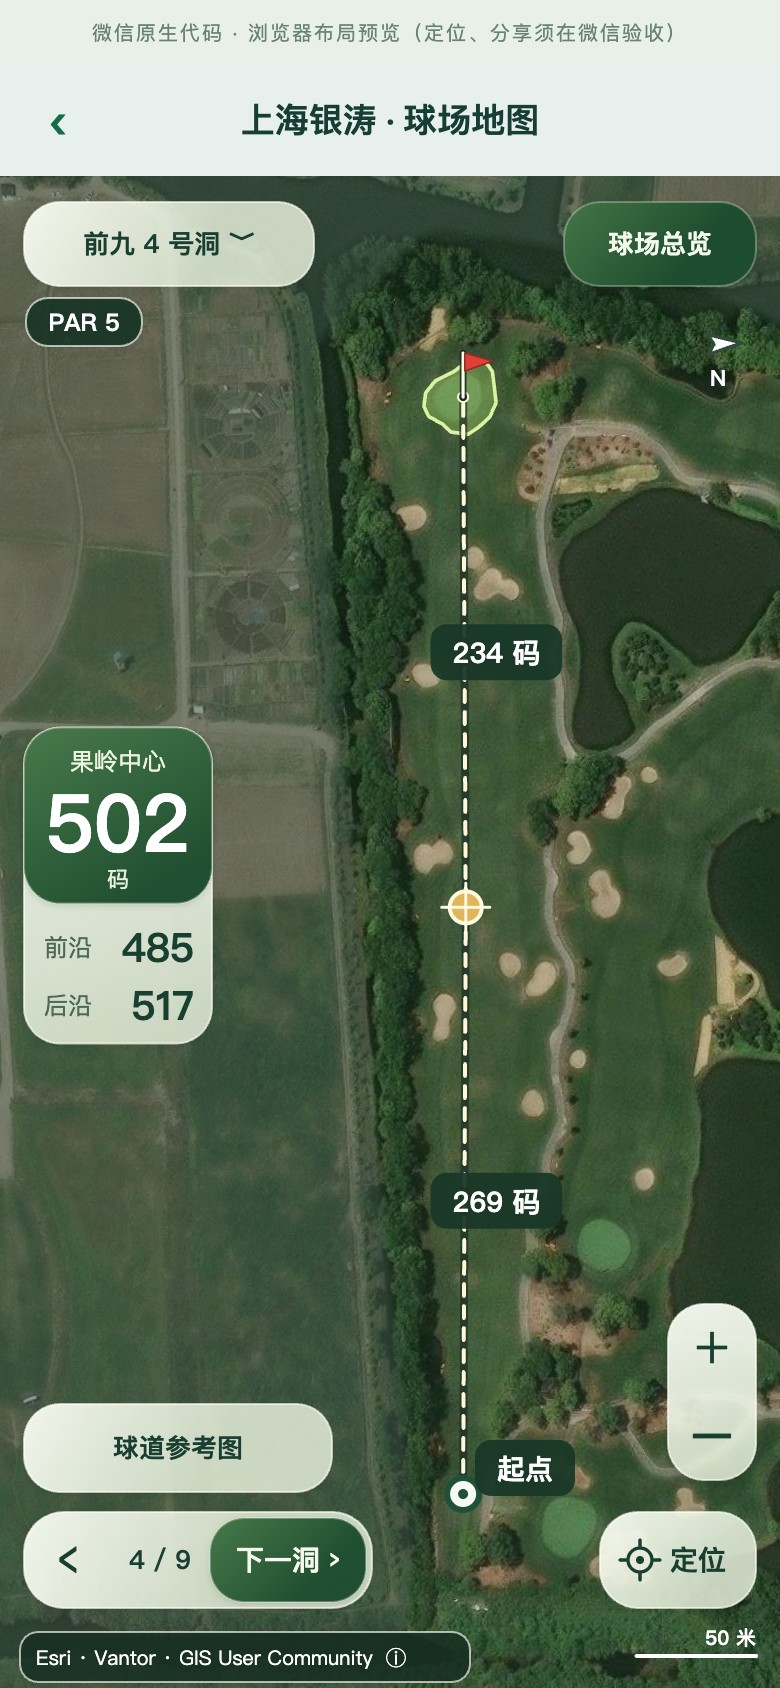 微信原生代码 · 浏览器布局预览（定位、分享须在微信验收）
‹ 上海银涛 · 球场地图
前九 4 号洞
球场总览
PAR 5
N
234 码
果岭中心
502
码
前沿 485
后沿 517
269 码
+
—
起点
球道参考图
< 4 / 9 下一洞 ›
定位
50 米
Esri · Vantor · GIS User Community ⓘ